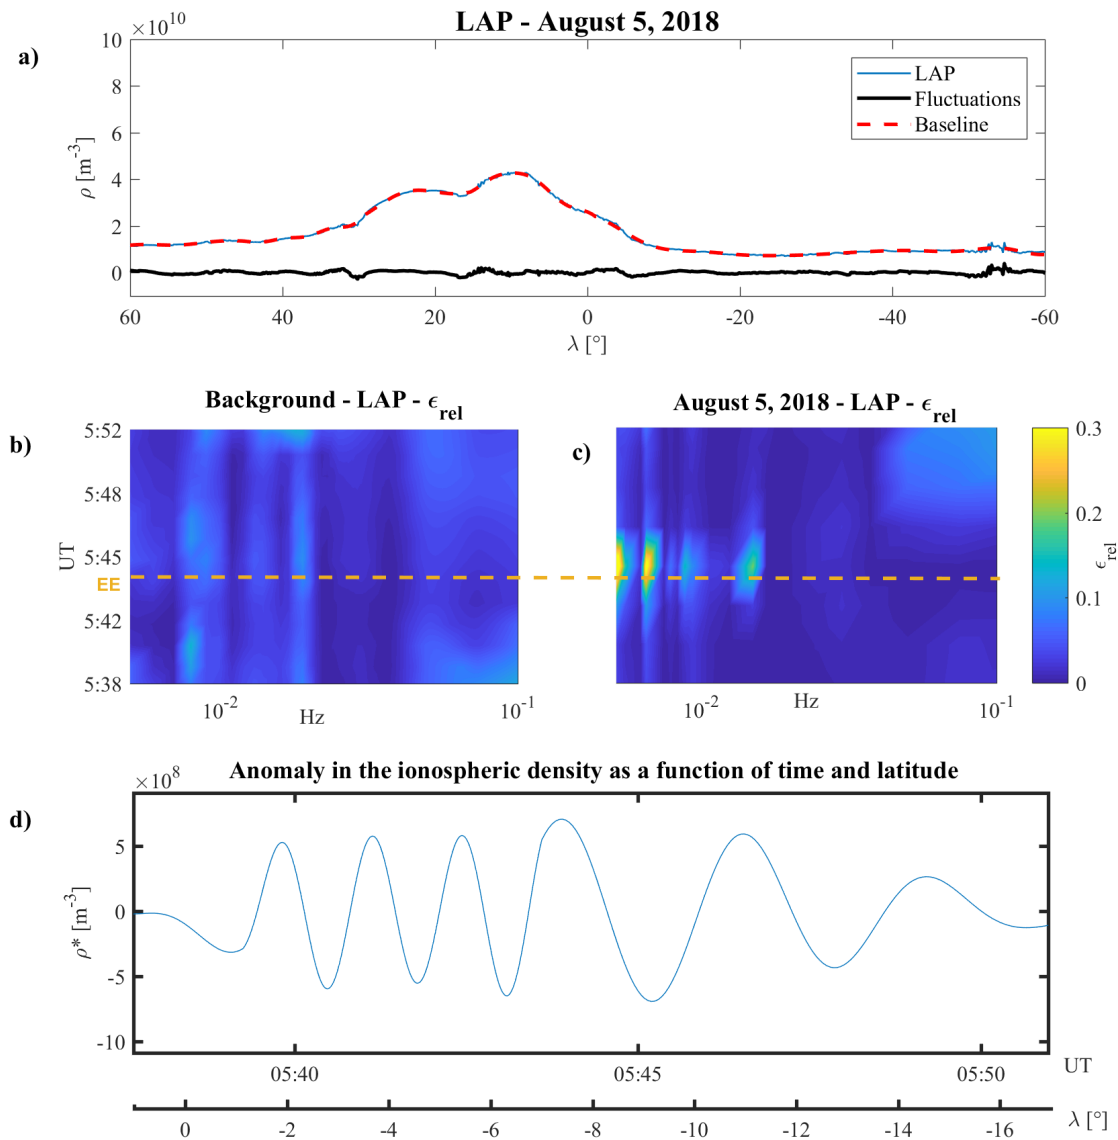 LAP - August 5, 2018
a)
×10^10
10
8
6
4
2
0
ρ [m^-3]
LAP
Fluctuations
Baseline
60 40 20 0 -20 -40 -60
λ [°]
Background - LAP - ϵ_rel
August 5, 2018 - LAP - ϵ_rel
b)
5:52
5:48
5:45
EE
5:42
5:38
UT
10^-2 10^-1
Hz
c)
10^-2 10^-1
Hz
0.3
0.2
0.1
0
ϵ_rel
Anomaly in the ionospheric density as a function of time and latitude
d)
×10^8
5
0
-5
-10
ρ* [m^-3]
05:40 05:45 05:50 UT
0 -2 -4 -6 -8 -10 -12 -14 -16 λ [°]